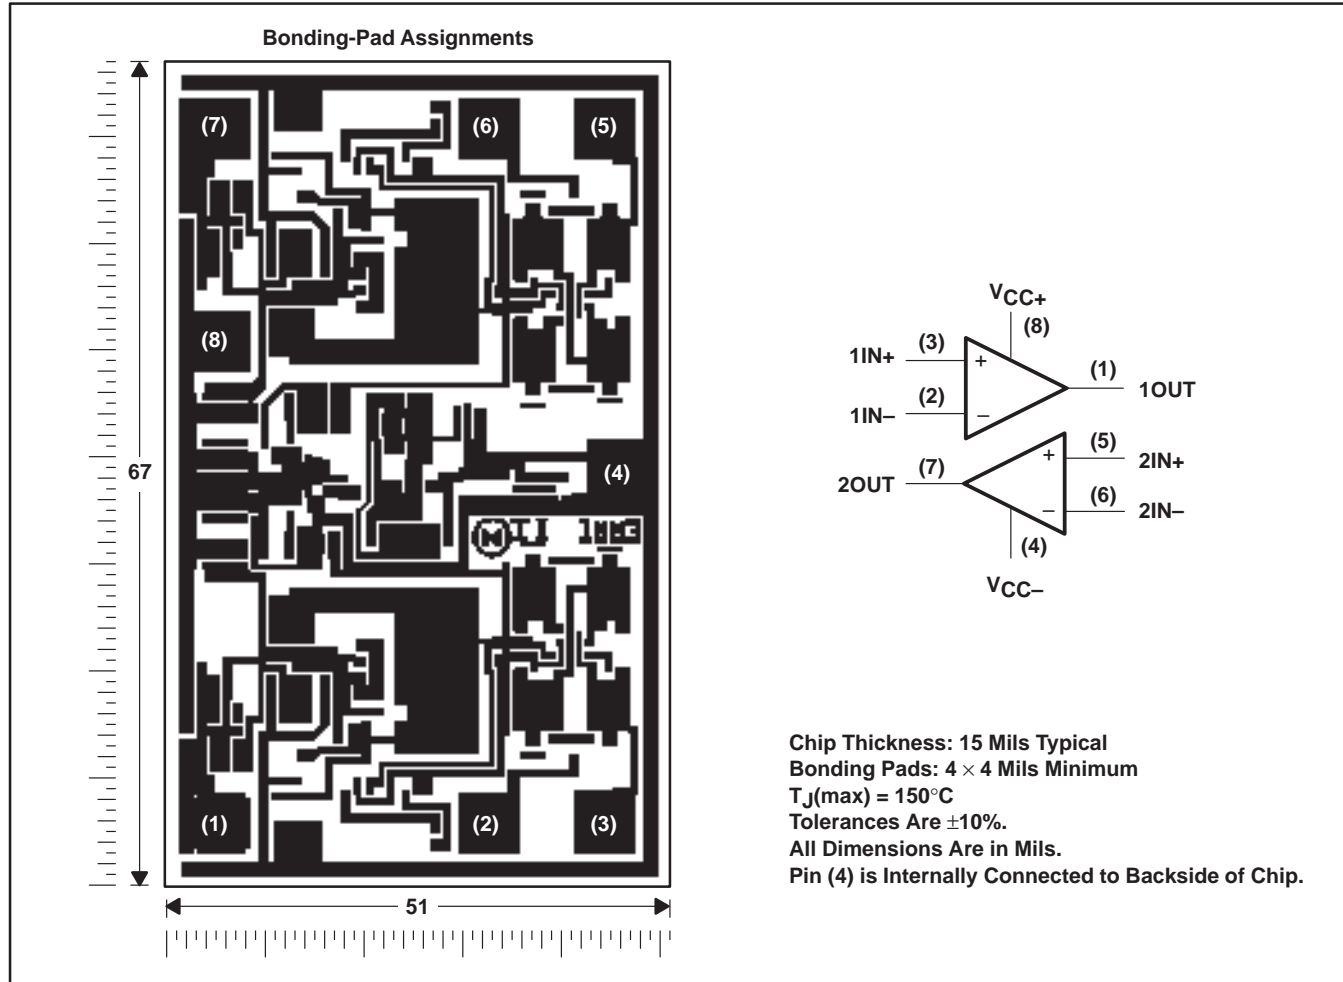 Bonding-Pad Assignments
(7)
(6)
(5)
(8)
(4)
(1)
(2)
(3)
67
51
VCC+
(8)
1IN+
(3)
+
(1)
1OUT
1IN–
(2)
–
2OUT
(7)
+
(5)
2IN+
–
(6)
2IN–
(4)
VCC–
Chip Thickness: 15 Mils Typical
Bonding Pads: 4 × 4 Mils Minimum
TJ(max) = 150°C
Tolerances Are ±10%.
All Dimensions Are in Mils.
Pin (4) is Internally Connected to Backside of Chip.